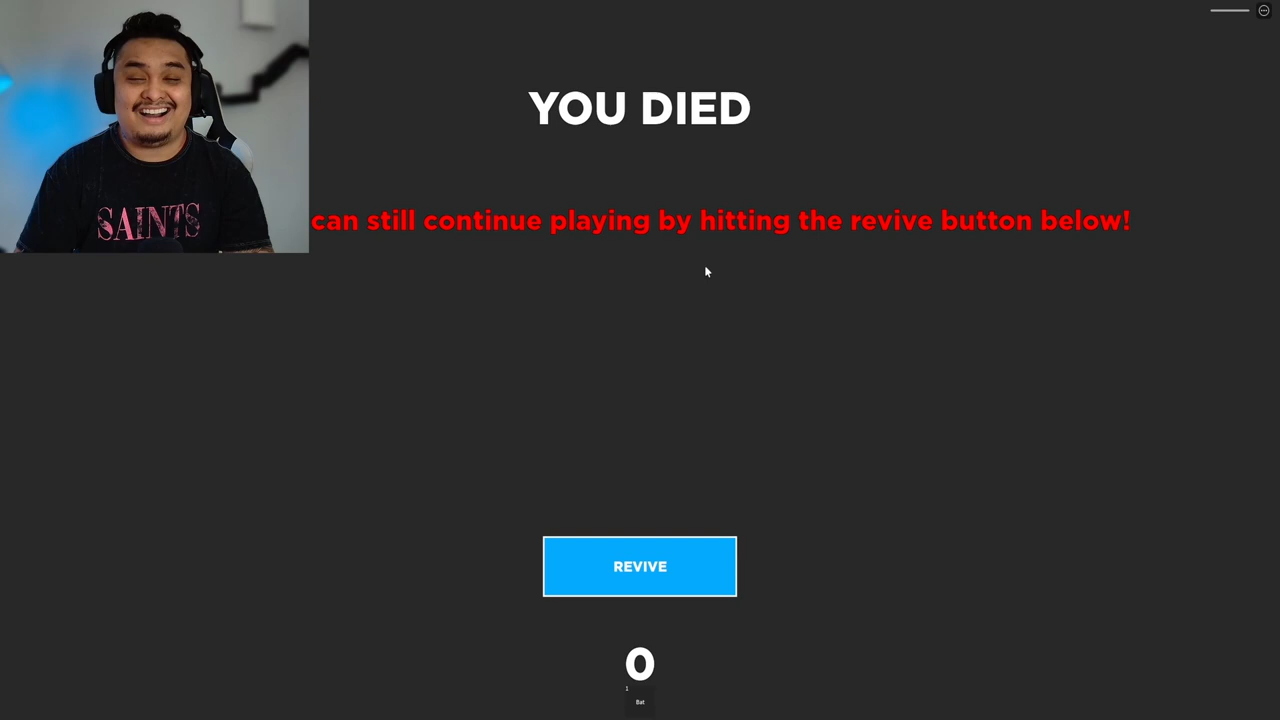 YOU DIED
can still continue playing by hitting the revive button below!
SAINTS
REVIVE
0
1
Bat